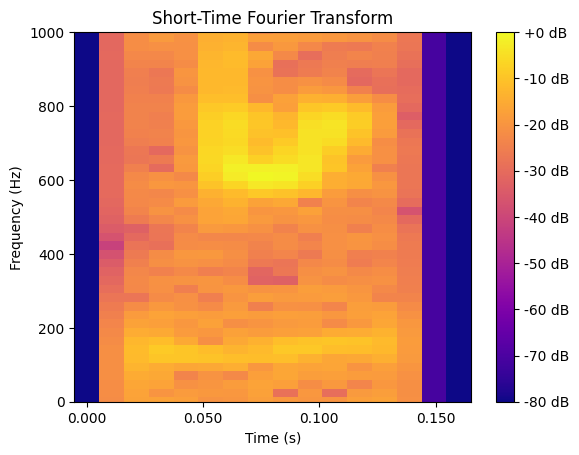 Short-Time Fourier Transform
Frequency (Hz)
1000
800
600
400
200
0
0.000
0.050
0.100
0.150
Time (s)
+0 dB
-10 dB
-20 dB
-30 dB
-40 dB
-50 dB
-60 dB
-70 dB
-80 dB